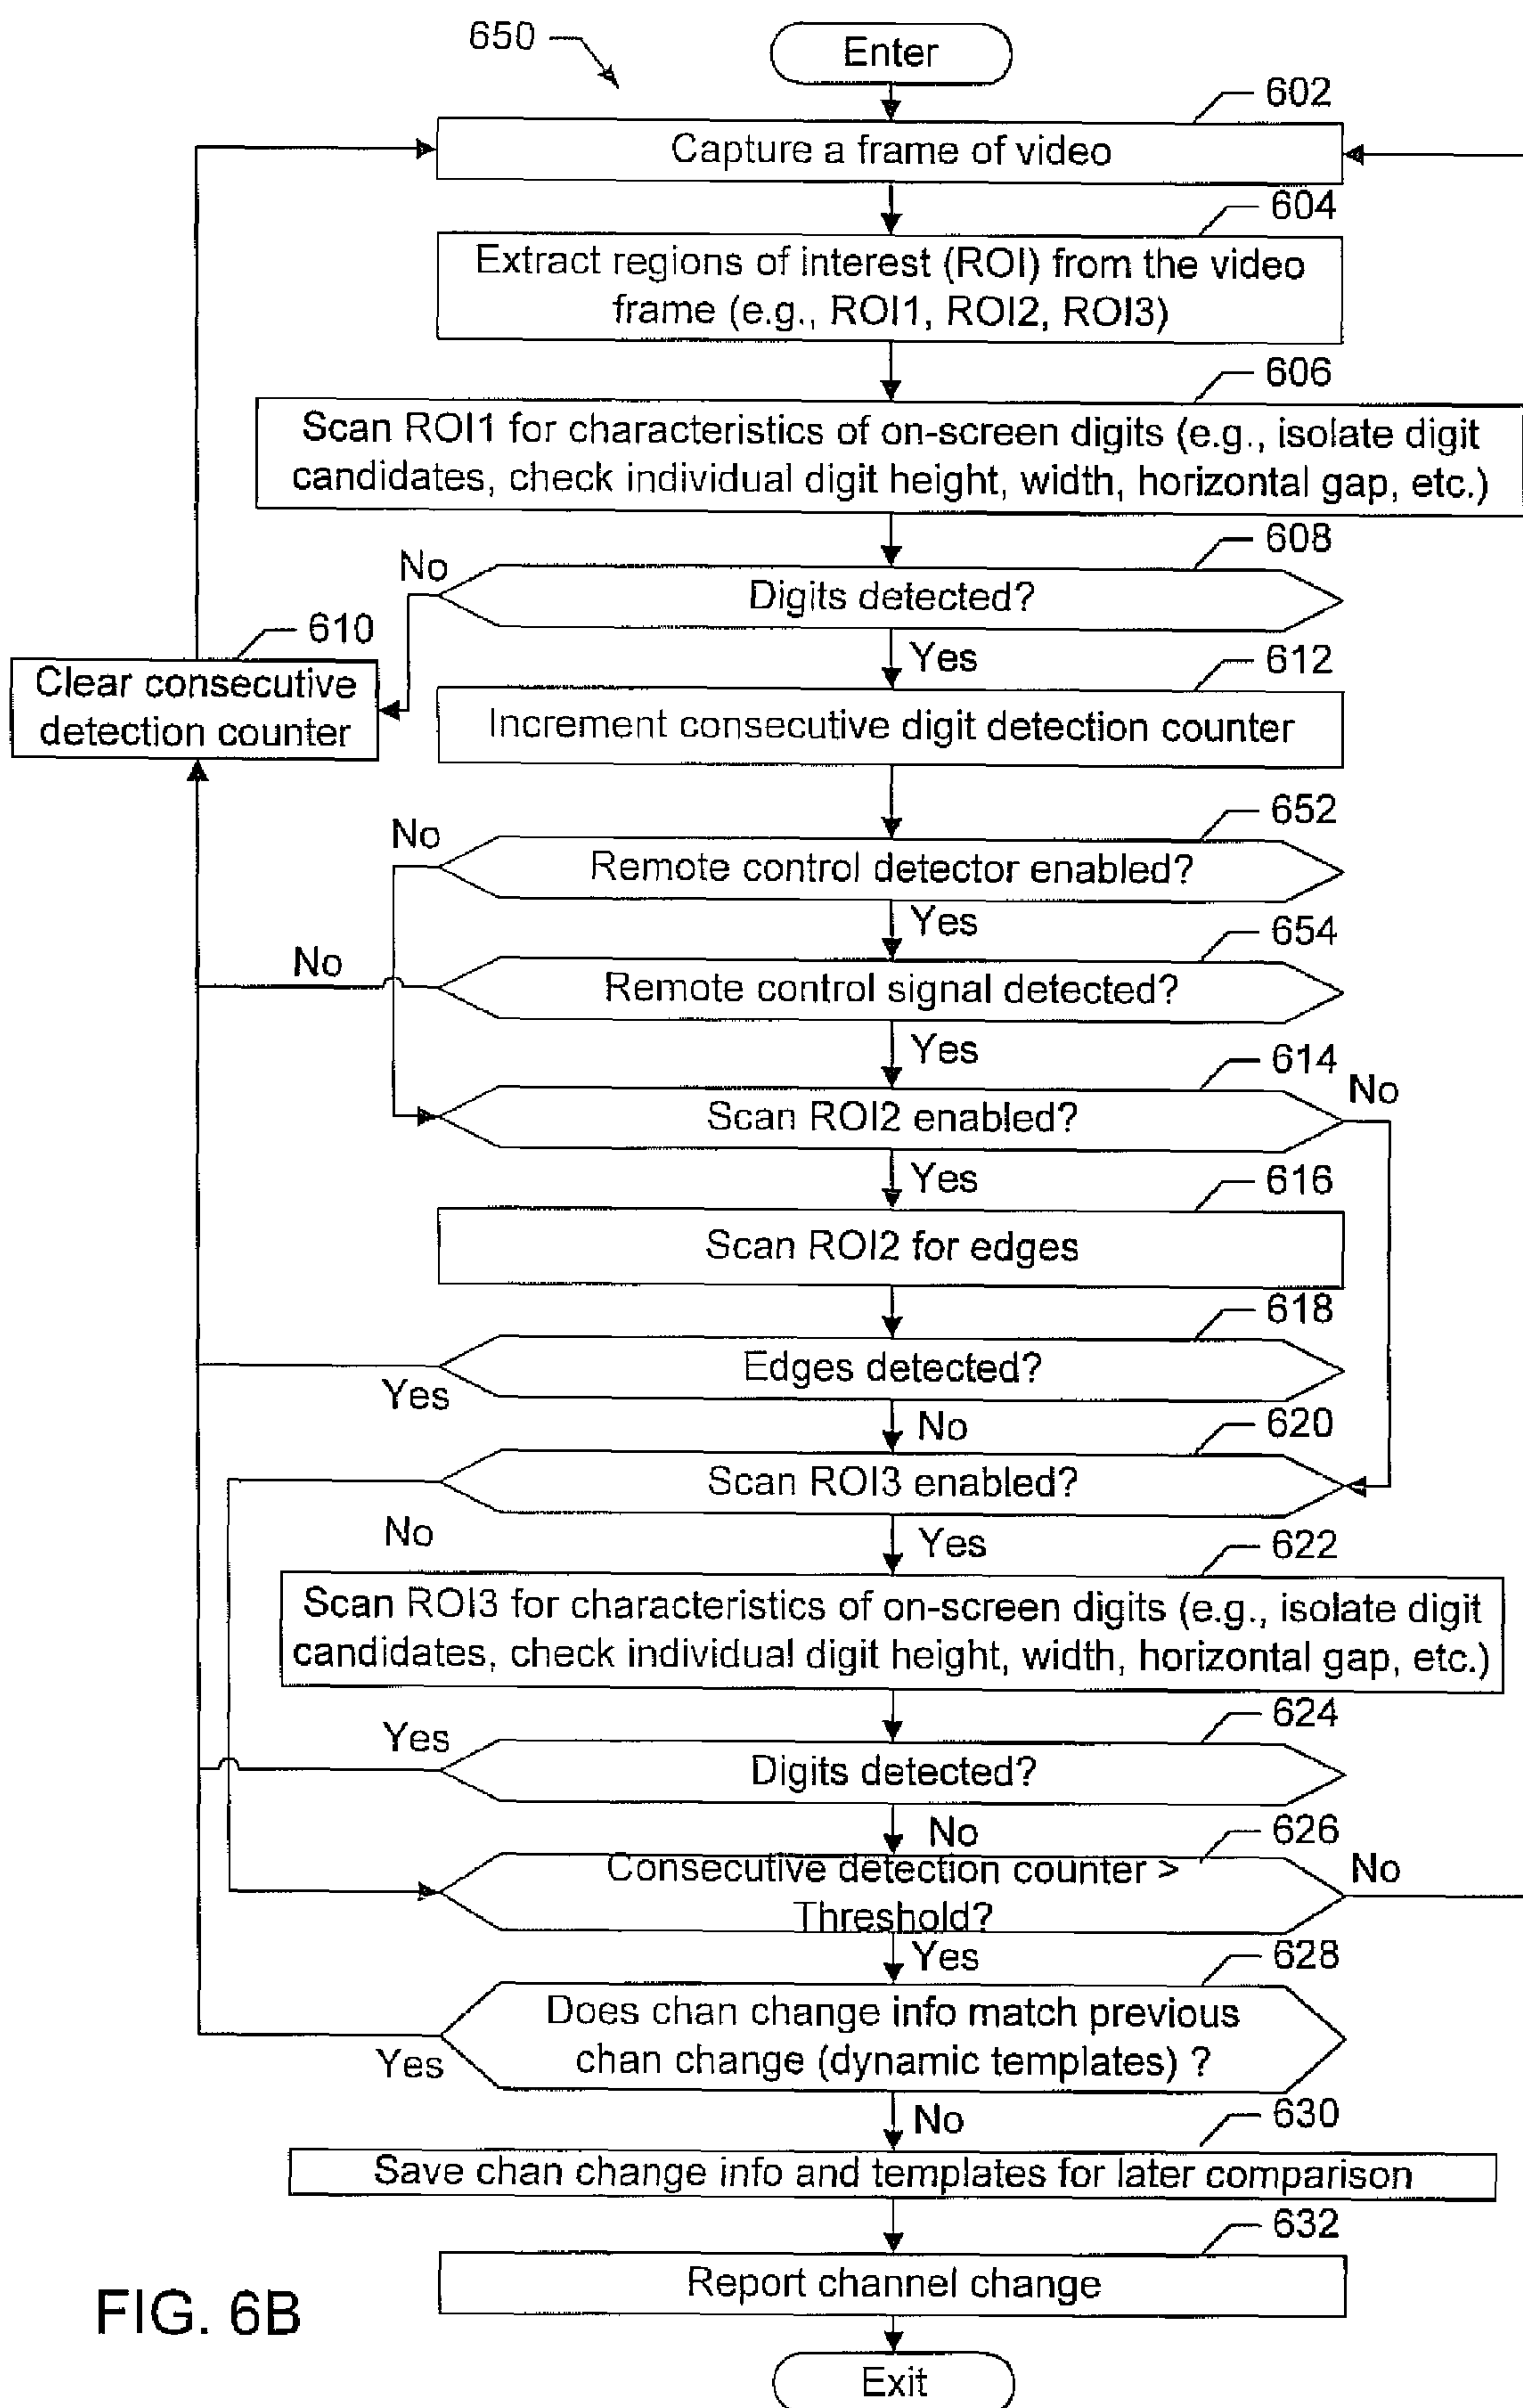 650
Enter
602
Capture a frame of video
604
Extract regions of interest (ROI) from the video
frame (e.g., ROI1, ROI2, ROI3)
606
Scan ROI1 for characteristics of on-screen digits (e.g., isolate digit
candidates, check individual digit height, width, horizontal gap, etc.)
608
No
Digits detected?
610
Yes
612
Clear consecutive
detection counter
Increment consecutive digit detection counter
652
No
Remote control detector enabled?
Yes
654
No
Remote control signal detected?
Yes
614
No
Scan ROI2 enabled?
Yes
616
Scan ROI2 for edges
618
Edges detected?
Yes
No
620
Scan ROI3 enabled?
No
Yes
622
Scan ROI3 for characteristics of on-screen digits (e.g., isolate digit
candidates, check individual digit height, width, horizontal gap, etc.)
624
Yes
Digits detected?
No
626
Consecutive detection counter >
Threshold?
No
Yes
628
Does chan change info match previous
chan change (dynamic templates) ?
Yes
No
630
Save chan change info and templates for later comparison
632
Report channel change
FIG. 6B
Exit